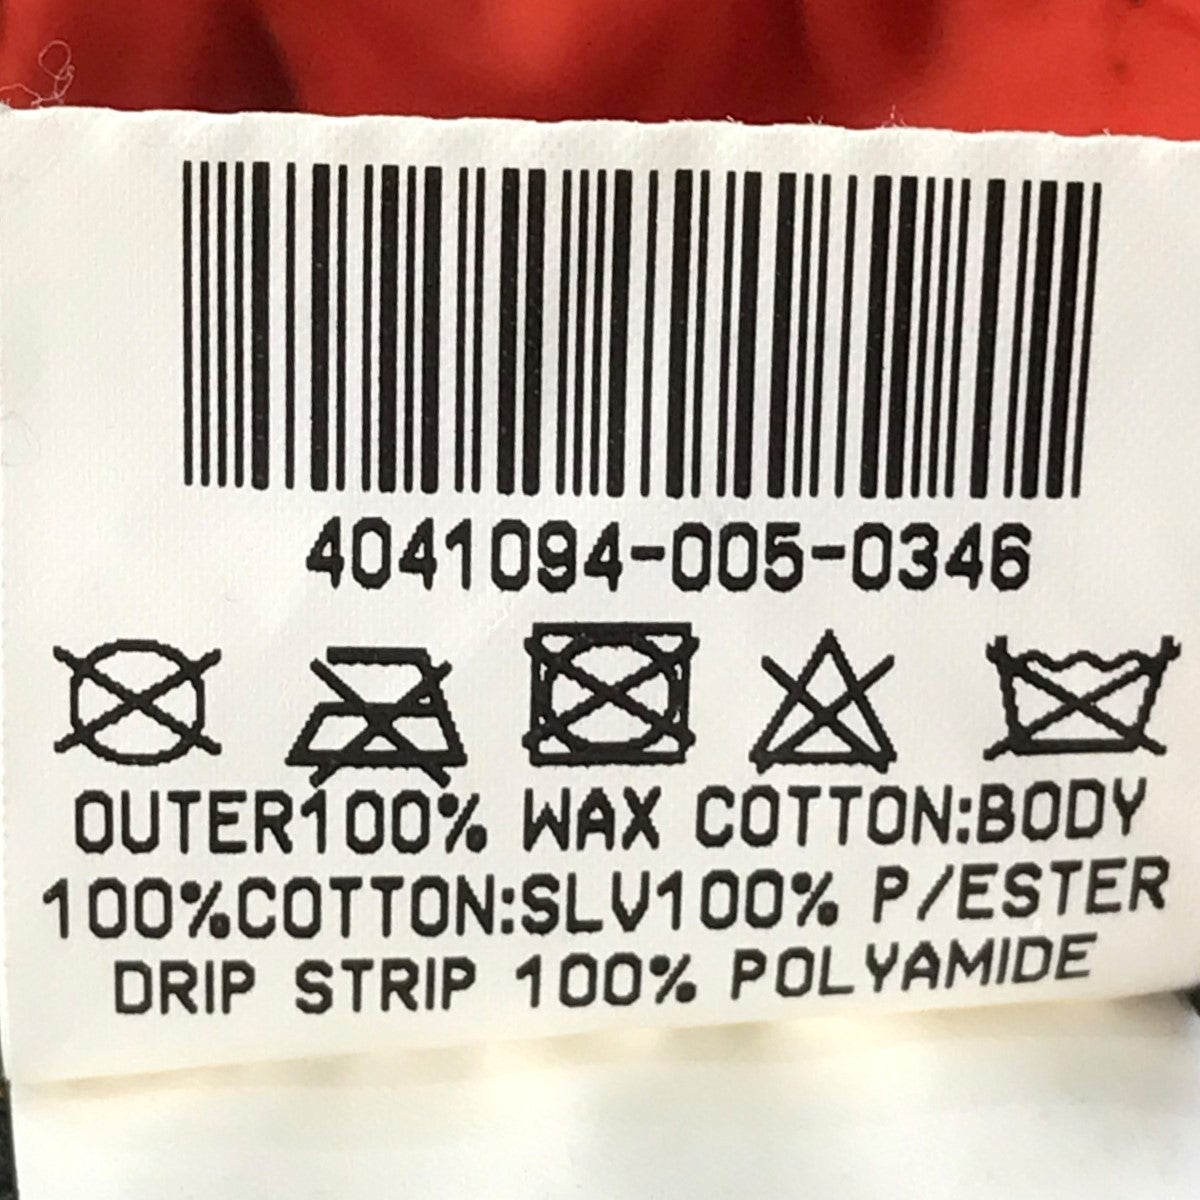 4041094-005-0346
OUTER100% WAX COTTON:BODY
100%COTTON:SLV100% P/ESTER
DRIP STRIP 100% POLYAMIDE